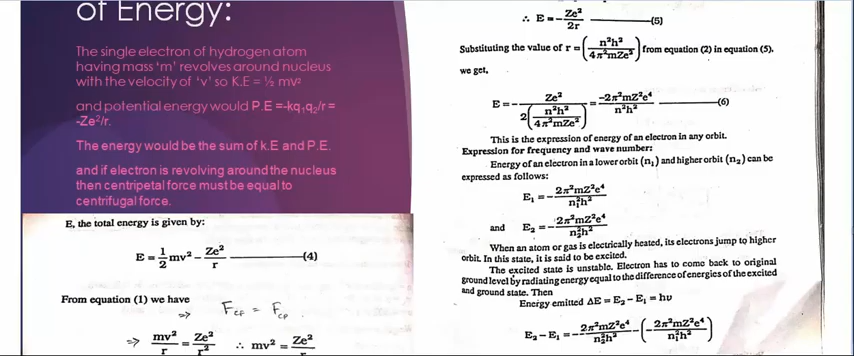 of Energy:
The single electron of hydrogen atom
having mass 'm' revolves around nucleus
with the velocity of 'v' so K.E = ½ mv²
and potential energy would P.E =-kq₁q₂/r =
-Ze²/r.
The energy would be the sum of k.E and P.E.
and if electron is revolving around the nucleus
then centripetal force must be equal to
centrifugal force.
E, the total energy is given by:
E = 1/2 mv² - Ze²/r ———(4)
From equation (1) we have
⇒ F_CF = F_CP.
⇒ mv²/r = Ze²/r² ∴ mv² = Ze²/r
∴ E = - Ze²/2r ———(5)
Substituting the value of r = (n²h²/4π²mZe²) from equation (2) in equation (5).
we get,
E = - Ze²/2(n²h²/4π²mZe²) = -2π²mZ²e⁴/n²h² ———(6)
This is the expression of energy of an electron in any orbit.
Expression for frequency and wave number:
Energy of an electron in a lower orbit (n₁) and higher orbit (n₂) can be
expressed as follows:
E₁ = - 2π²mZ²e⁴/n₁²h²
and E₂ = - 2π²mZ²e⁴/n₂²h²
When an atom or gas is electrically heated, its electrons jump to higher
orbit. In this state, it is said to be excited.
The excited state is unstable. Electron has to come back to original
ground level by radiating energy equal to the difference of energies of the excited
and ground state. Then
Energy emitted ΔE = E₂ - E₁ = hυ
E₂ - E₁ = - 2π²mZ²e⁴/n₂²h² - (- 2π²mZ²e⁴/n₁²h²)